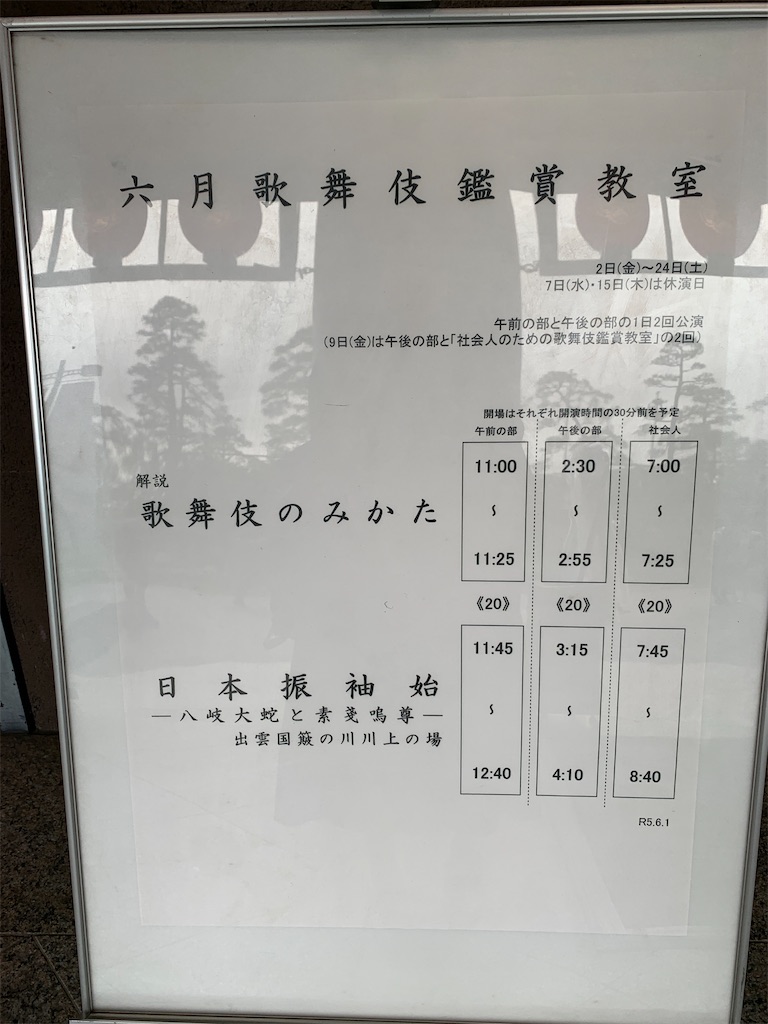 六月歌舞伎鑑賞教室
2日(金)～24日(土)
7日(水)・15日(木)は休演日
午前の部と午後の部の1日2回公演
(9日(金)は午後の部と｢社会人のための歌舞伎鑑賞教室｣の2回)
開場はそれぞれ開演時間の30分前を予定
午前の部 午後の部 社会人
解説
歌舞伎のみかた
11:00 2:30 7:00
～ ～ ～
11:25 2:55 7:25
《20》 《20》 《20》
日本振袖始
―八岐大蛇と素戔嗚尊―
出雲国簸の川川上の場
11:45 3:15 7:45
～ ～ ～
12:40 4:10 8:40
R5.6.1